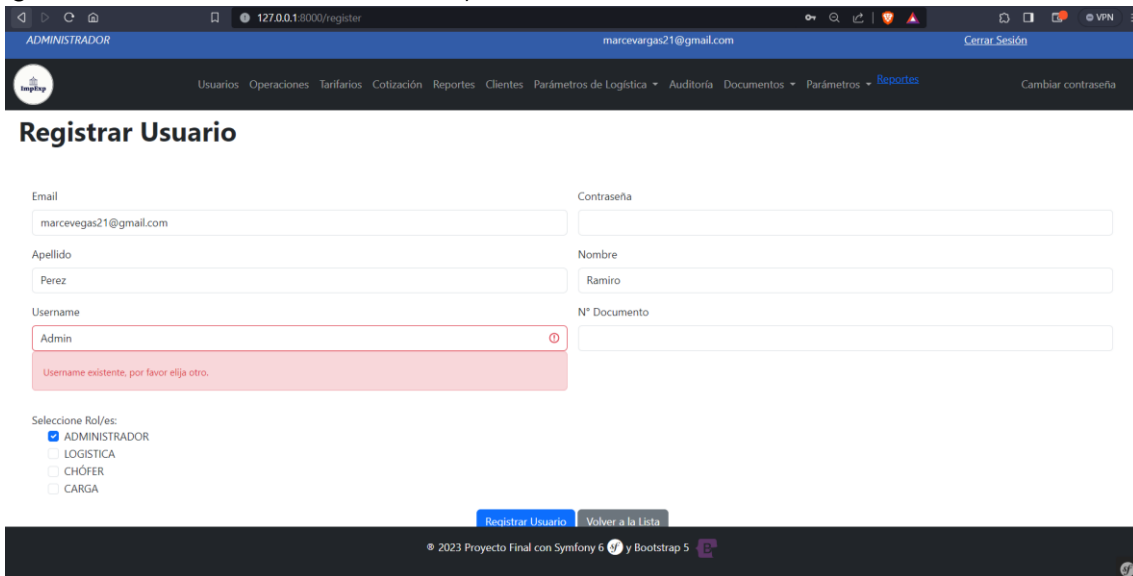 127.0.0.1:8000/register
VPN
ADMINISTRADOR marcevargas21@gmail.com Cerrar Sesión
ImpExp Usuarios Operaciones Tarifarios Cotización Reportes Clientes Parámetros de Logística Auditoría Documentos Parámetros Reportes Cambiar contraseña
Registrar Usuario
Email Contraseña
marcevegas21@gmail.com
Apellido Nombre
Perez Ramiro
Username N° Documento
Admin
Username existente, por favor elija otro.
Seleccione Rol/es:
ADMINISTRADOR
LOGISTICA
CHÓFER
CARGA
Registrar Usuario Volver a la Lista
® 2023 Proyecto Final con Symfony 6 sf y Bootstrap 5 B